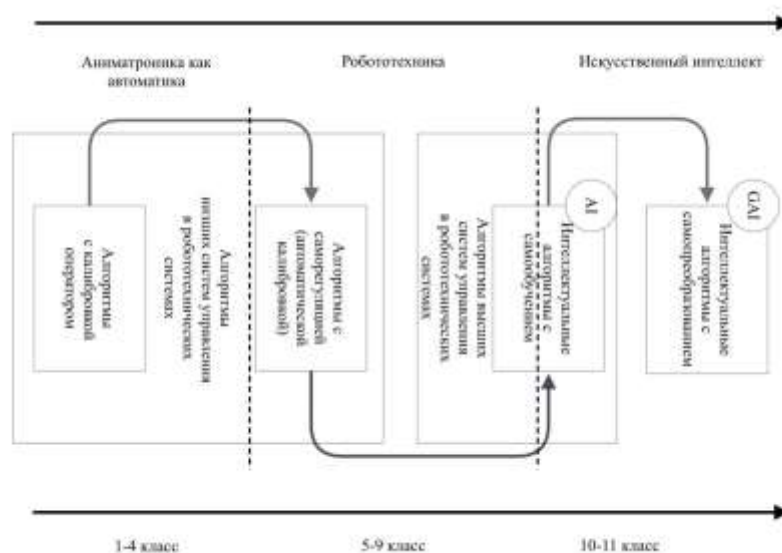 Аниматроника как
автоматика
Робототехника
Искусственный интеллект
Алгоритмы
с калибровкой
оператором
Алгоритмы
низших систем управления
в робототехнических
системах
Алгоритмы с
саморегуляцией
(автоматической
калибровкой)
Алгоритмы высших
систем управления
в робототехнических
системах
AI
Интеллектуальные
алгоритмы с
самообучением
GAI
Интеллектуальные
алгоритмы с
самопреобразованием
1-4 класс
5-9 класс
10-11 класс